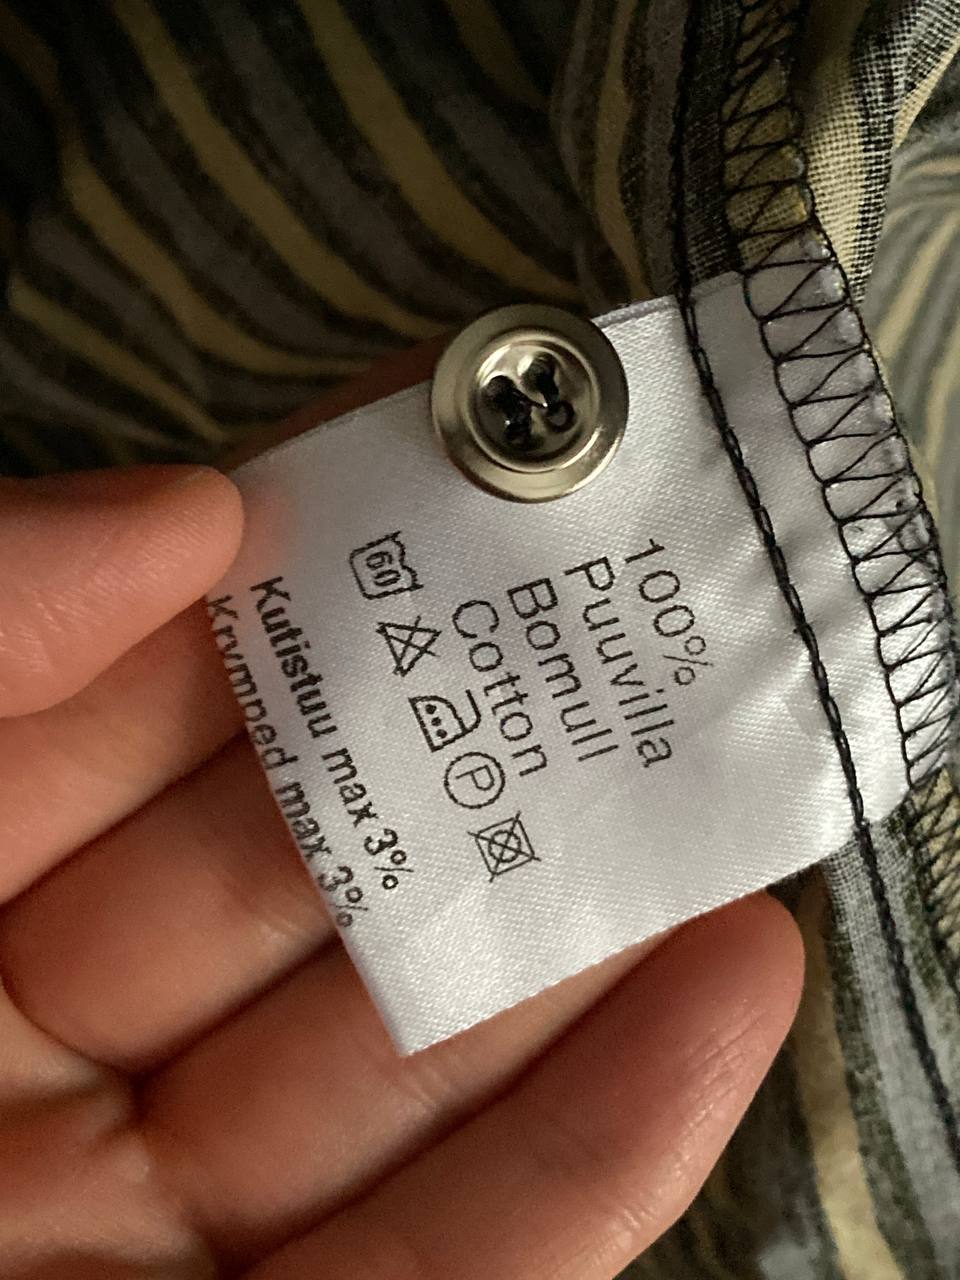 100%
Puuvilla
Bomull
Cotton
60 P
Kutistuu max 3%
Krymped max 3%